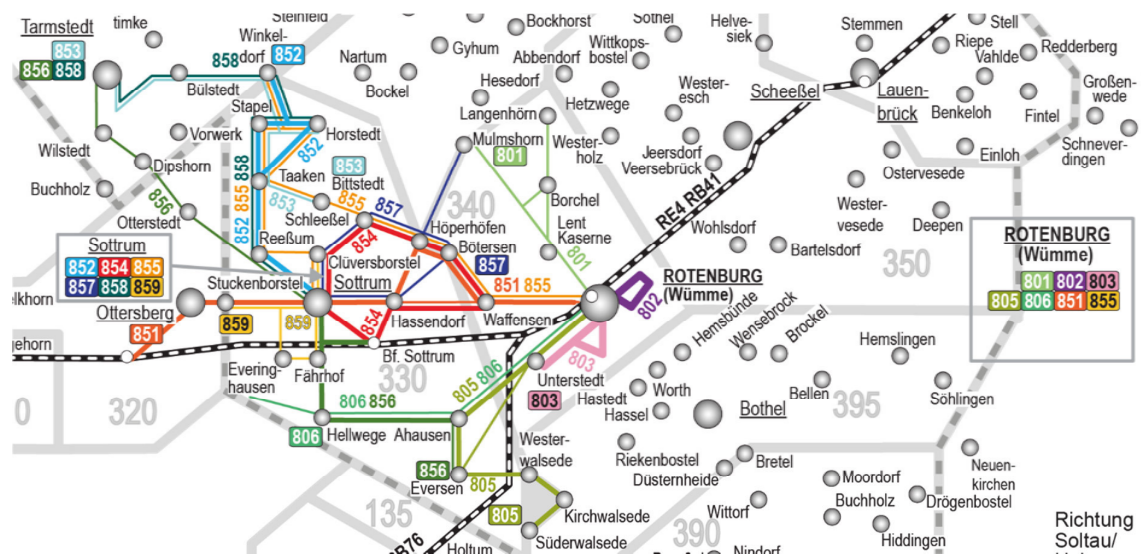 timke
Steinfeld
Tarmstedt
853
856 858
Winkel-
dorf
852
858
Bülstedt
Nartum
Bockel
Gyhum
Bockhorst
Abbendorf
Sothel
Wittkops-
bostel
Helve-
siek
Stemmen
Stell
Riepe
Vahlde
Redderberg
Großen-
wede
Hesedorf
Langenhörn
Hetzwege
Wester-
esch
Scheeßel
Lauen-
brück
Benkeloh
Fintel
Schnever-
dingen
Stapel
Horstedt
852
Vorwerk
Wilstedt
Dipshorn
Buchholz
856
Otterstedt
858
852 855
Taaken
853
853
Bittstedt
855
857
Schleeßel
854
Mulmshorn
801
Wester-
holz
Jeersdorf
Veersebrück
Einloh
Ostervesede
340
Höperhöfen
Borchel
Lent
Kaserne
801
RE4 RB41
Wester-
vesede
Deepen
Wohlsdorf
Bartelsdorf
350
Sottrum
852 854 855
857 858 859
Reeßum
Clüversborstel
Bötersen
857
851 855
ROTENBURG
(Wümme)
802
ROTENBURG
(Wümme)
801 802 803
805 806 851 855
Stuckenborstel
Sottrum
elkhorn
Ottersberg
851
859
859
854
Hassendorf
Waffensen
gehorn
Bf. Sottrum
803
Hemsbünde
Wensebrock
Brockel
Hemslingen
Evering-
hausen
Fährhof
330
320
0
805 806
Unterstedt
803
Hastedt
Worth
Hassel
Bothel
Bellen
395
Söhlingen
806 856
806
Hellwege
Ahausen
Wester-
walsede
Riekenbostel
Düsternheide
Bretel
Neuen-
kirchen
856
Eversen
805
805
Kirchwalsede
Süderwalsede
Moordorf
Buchholz
Drögenbostel
Wittorf
Hiddingen
135
390
Holtum
Nindorf
Richtung
Soltau/